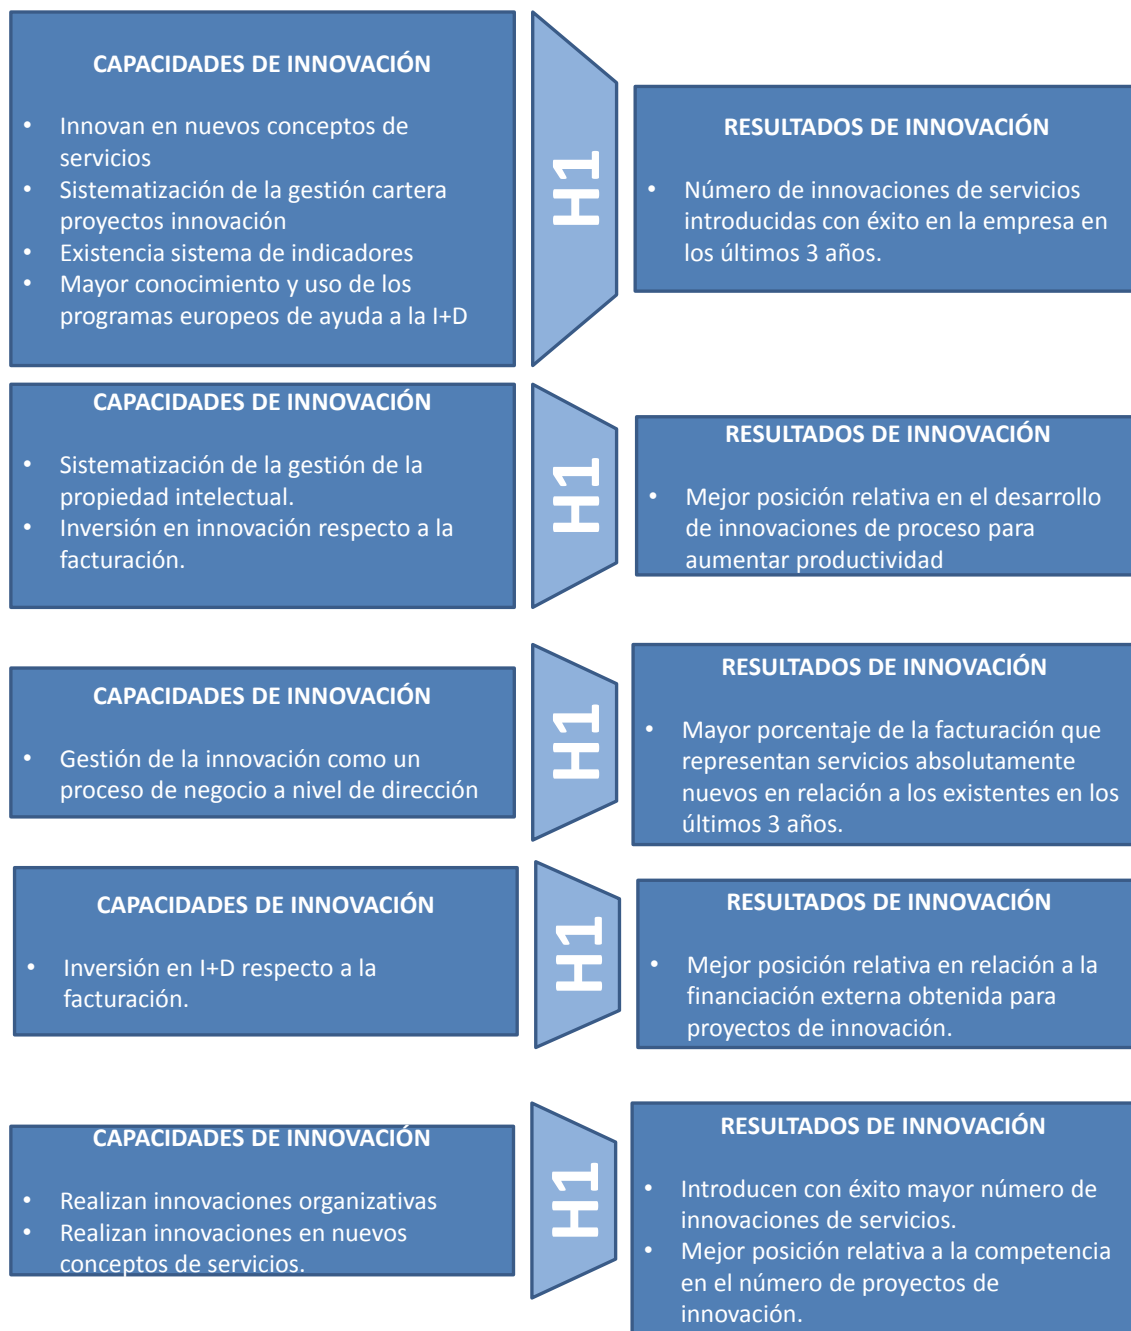 CAPACIDADES DE INNOVACIÓN
• Innovan en nuevos conceptos de
servicios
• Sistematización de la gestión cartera
proyectos innovación
• Existencia sistema de indicadores
• Mayor conocimiento y uso de los
programas europeos de ayuda a la I+D
H1
RESULTADOS DE INNOVACIÓN
• Número de innovaciones de servicios
introducidas con éxito en la empresa en
los últimos 3 años.
CAPACIDADES DE INNOVACIÓN
• Sistematización de la gestión de la
propiedad intelectual.
• Inversión en innovación respecto a la
facturación.
H1
RESULTADOS DE INNOVACIÓN
• Mejor posición relativa en el desarrollo
de innovaciones de proceso para
aumentar productividad
CAPACIDADES DE INNOVACIÓN
• Gestión de la innovación como un
proceso de negocio a nivel de dirección
H1
RESULTADOS DE INNOVACIÓN
• Mayor porcentaje de la facturación que
representan servicios absolutamente
nuevos en relación a los existentes en los
últimos 3 años.
CAPACIDADES DE INNOVACIÓN
• Inversión en I+D respecto a la
facturación.
H1
RESULTADOS DE INNOVACIÓN
• Mejor posición relativa en relación a la
financiación externa obtenida para
proyectos de innovación.
CAPACIDADES DE INNOVACIÓN
• Realizan innovaciones organizativas
• Realizan innovaciones en nuevos
conceptos de servicios.
H1
RESULTADOS DE INNOVACIÓN
• Introducen con éxito mayor número de
innovaciones de servicios.
• Mejor posición relativa a la competencia
en el número de proyectos de
innovación.